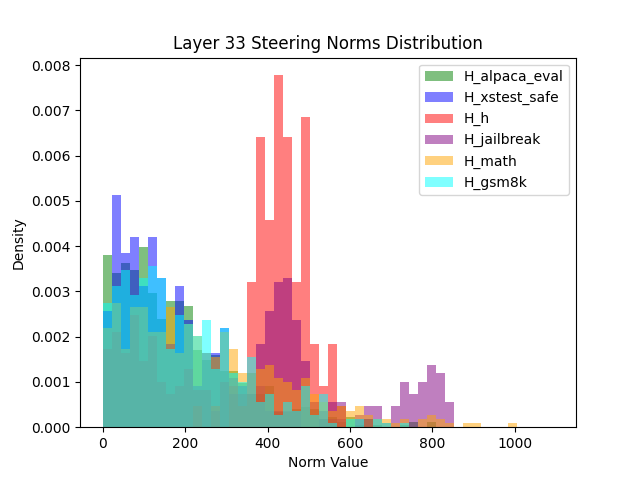 Layer 33 Steering Norms Distribution
H_alpaca_eval
H_xstest_safe
H_h
H_jailbreak
H_math
H_gsm8k
Density
0.008
0.007
0.006
0.005
0.004
0.003
0.002
0.001
0.000
0 200 400 600 800 1000
Norm Value